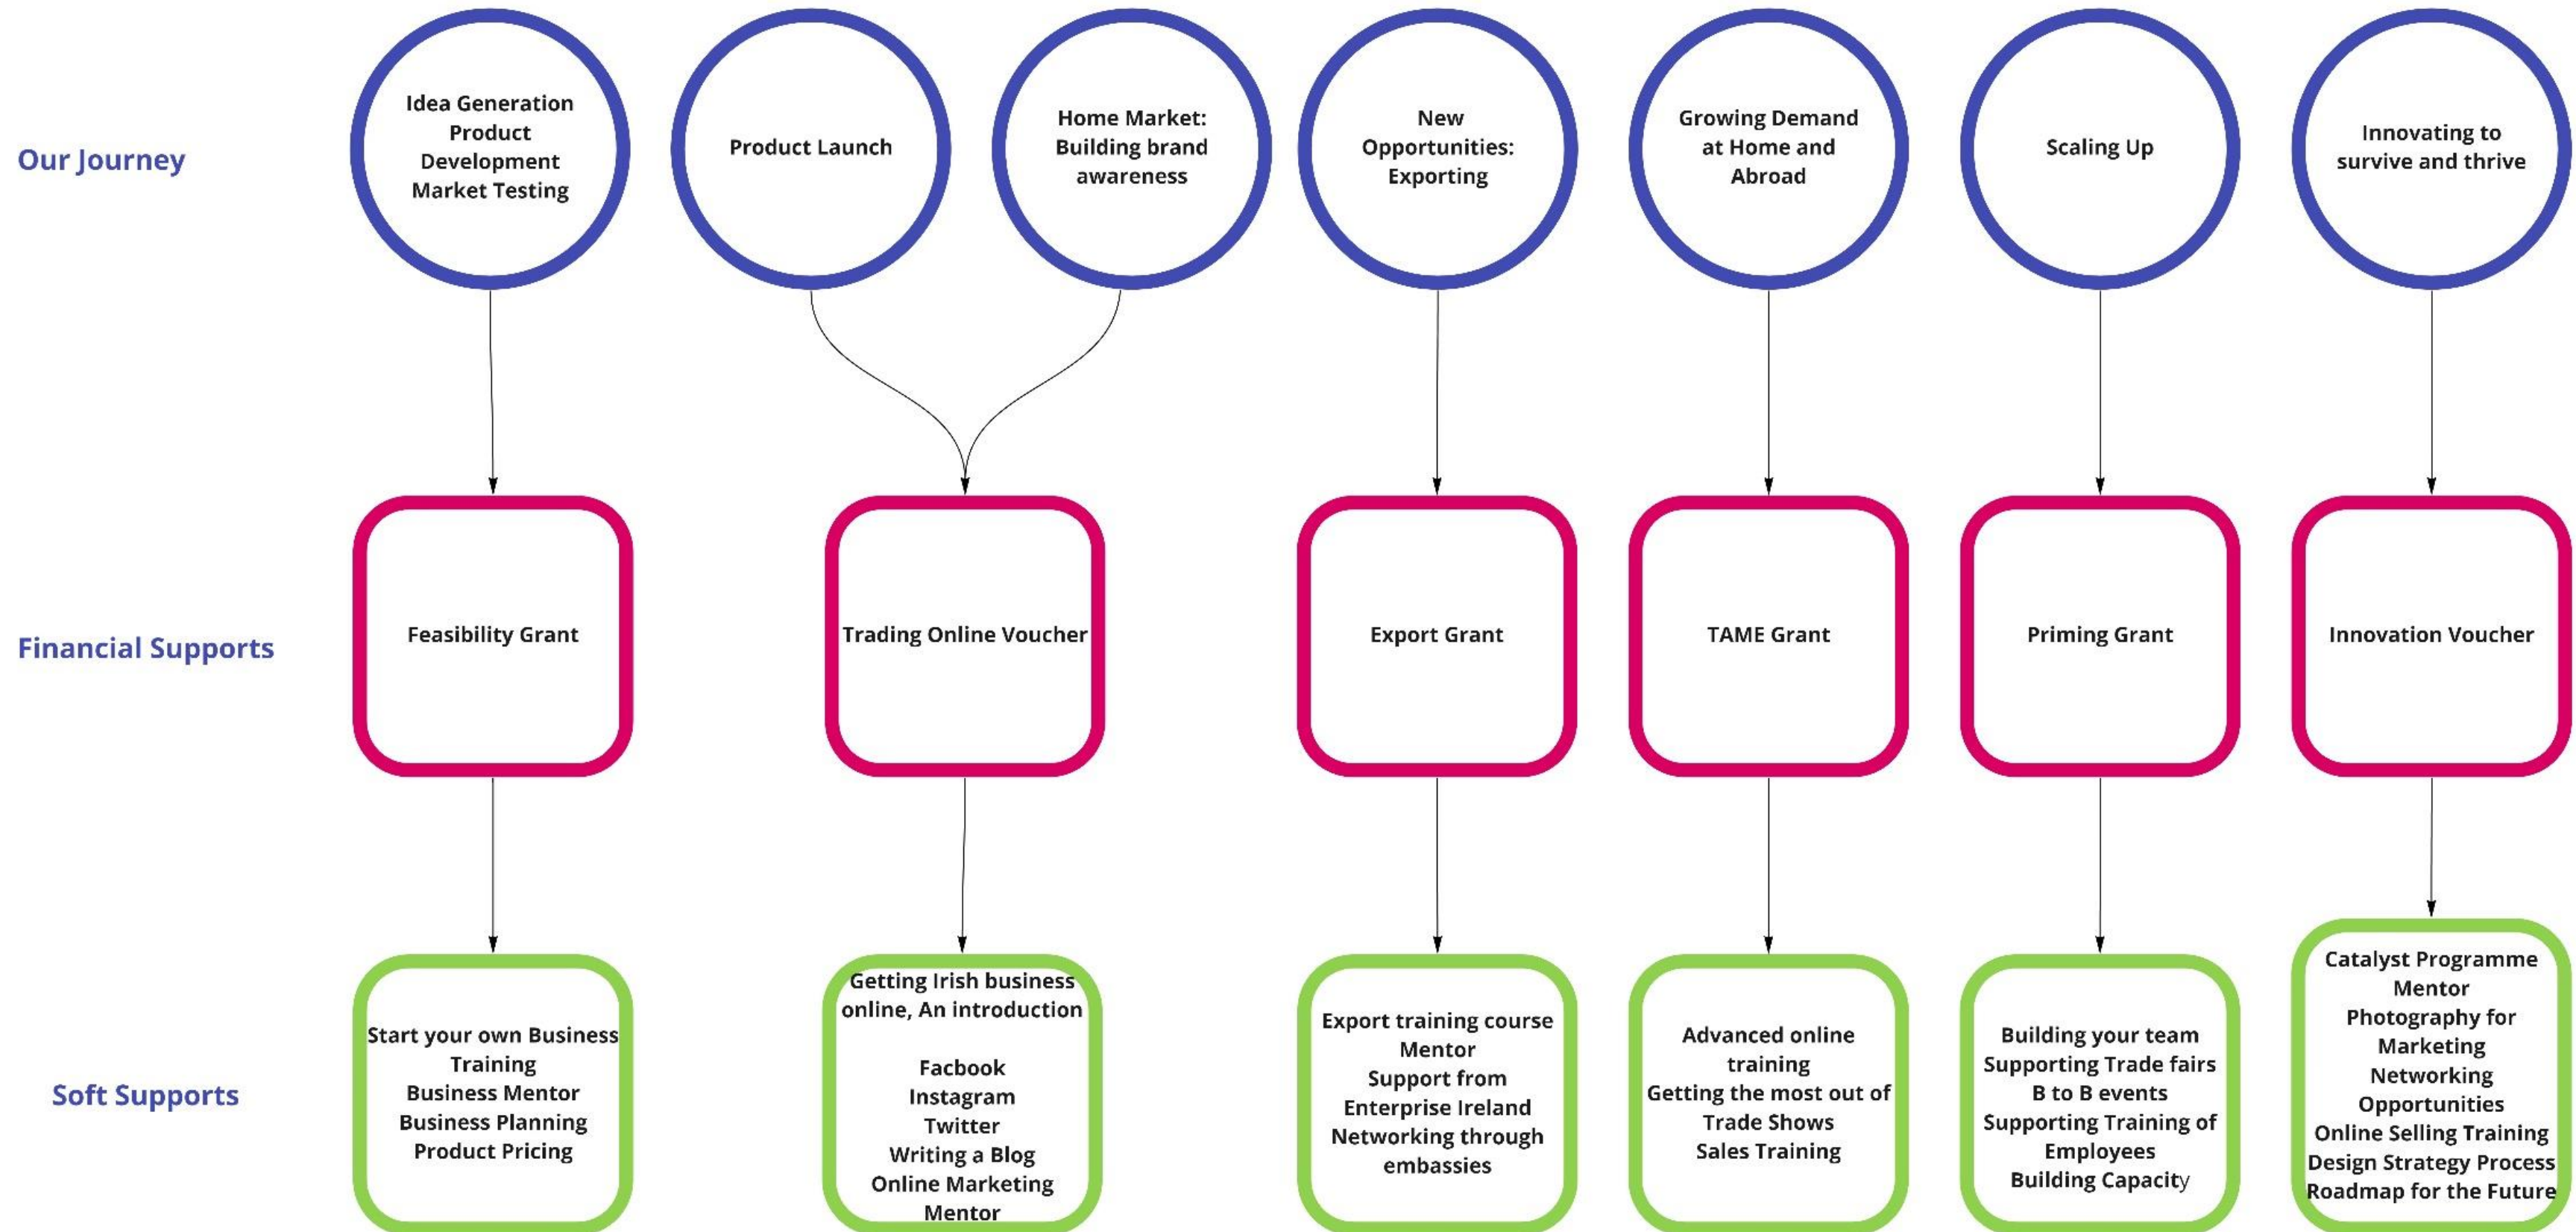 Our Journey
Idea Generation
Product
Development
Market Testing
Product Launch
Home Market:
Building brand
awareness
New
Opportunities:
Exporting
Growing Demand
at Home and
Abroad
Scaling Up
Innovating to
survive and thrive
Financial Supports
Feasibility Grant
Trading Online Voucher
Export Grant
TAME Grant
Priming Grant
Innovation Voucher
Soft Supports
Start your own Business
Training
Business Mentor
Business Planning
Product Pricing
Getting Irish business
online, An introduction
Facbook
Instagram
Twitter
Writing a Blog
Online Marketing
Mentor
Export training course
Mentor
Support from
Enterprise Ireland
Networking through
embassies
Advanced online
training
Getting the most out of
Trade Shows
Sales Training
Building your team
Supporting Trade fairs
B to B events
Supporting Training of
Employees
Building Capacity
Catalyst Programme
Mentor
Photography for
Marketing
Networking
Opportunities
Online Selling Training
Design Strategy Process
Roadmap for the Future